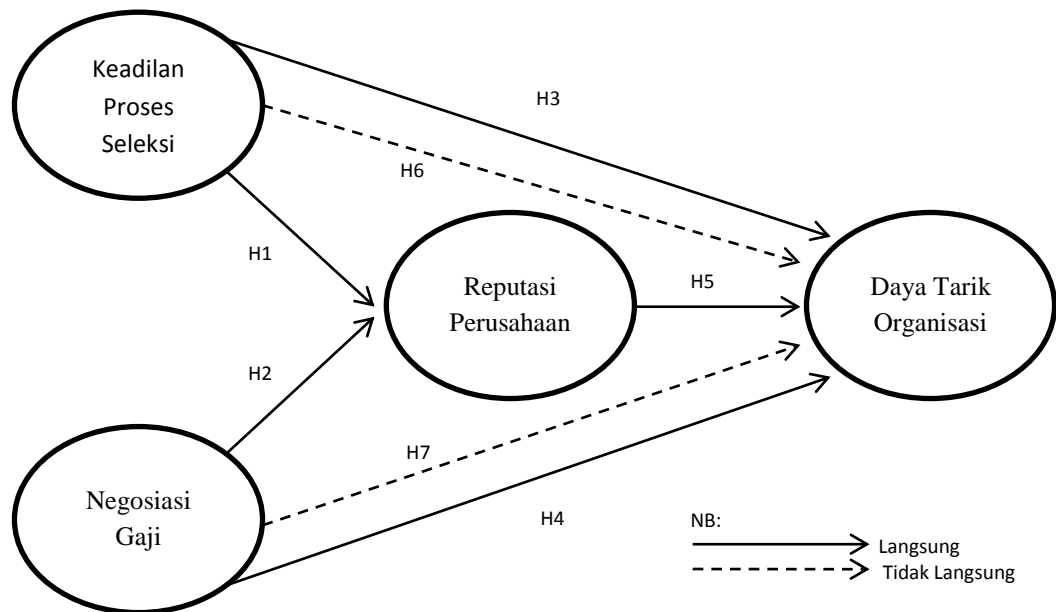 Keadilan
Proses
Seleksi
H3
H6
H1
Reputasi
Perusahaan
H5
Daya Tarik
Organisasi
H2
H7
Negosiasi
Gaji
H4
NB:
Langsung
Tidak Langsung